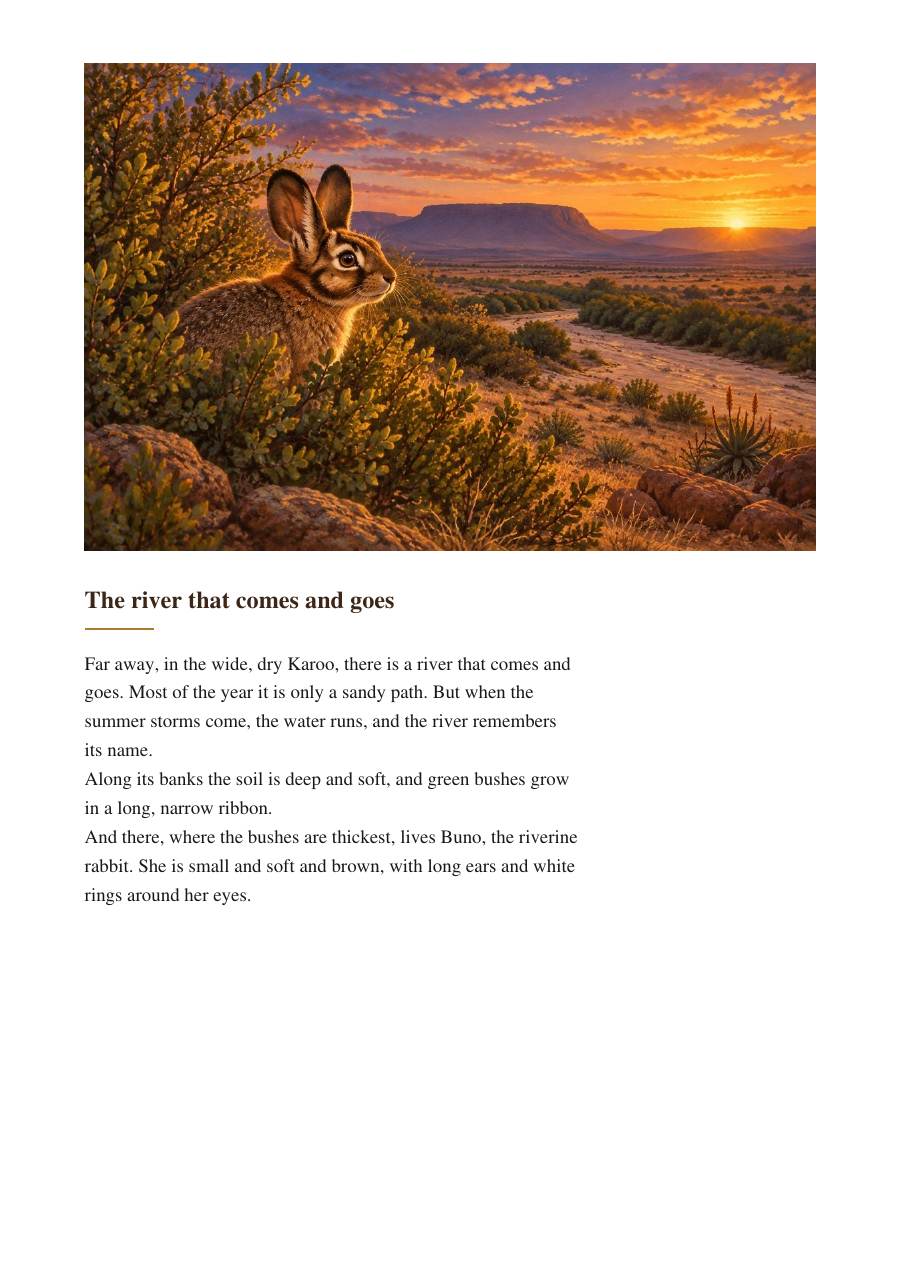 The river that comes and goes
Far away, in the wide, dry Karoo, there is a river that comes and
goes. Most of the year it is only a sandy path. But when the
summer storms come, the water runs, and the river remembers
its name.
Along its banks the soil is deep and soft, and green bushes grow
in a long, narrow ribbon.
And there, where the bushes are thickest, lives Buno, the riverine
rabbit. She is small and soft and brown, with long ears and white
rings around her eyes.